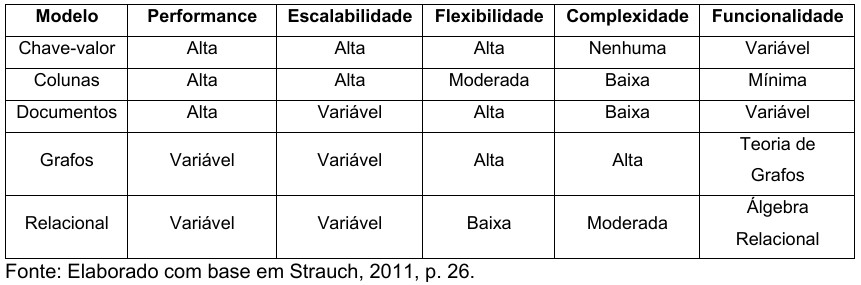 Modelo Performance Escalabilidade Flexibilidade Complexidade Funcionalidade
Chave-valor Alta Alta Alta Nenhuma Variável
Colunas Alta Alta Moderada Baixa Mínima
Documentos Alta Variável Alta Baixa Variável
Grafos Variável Variável Alta Alta Teoria de
Grafos
Relacional Variável Variável Baixa Moderada Álgebra
Relacional
Fonte: Elaborado com base em Strauch, 2011, p. 26.